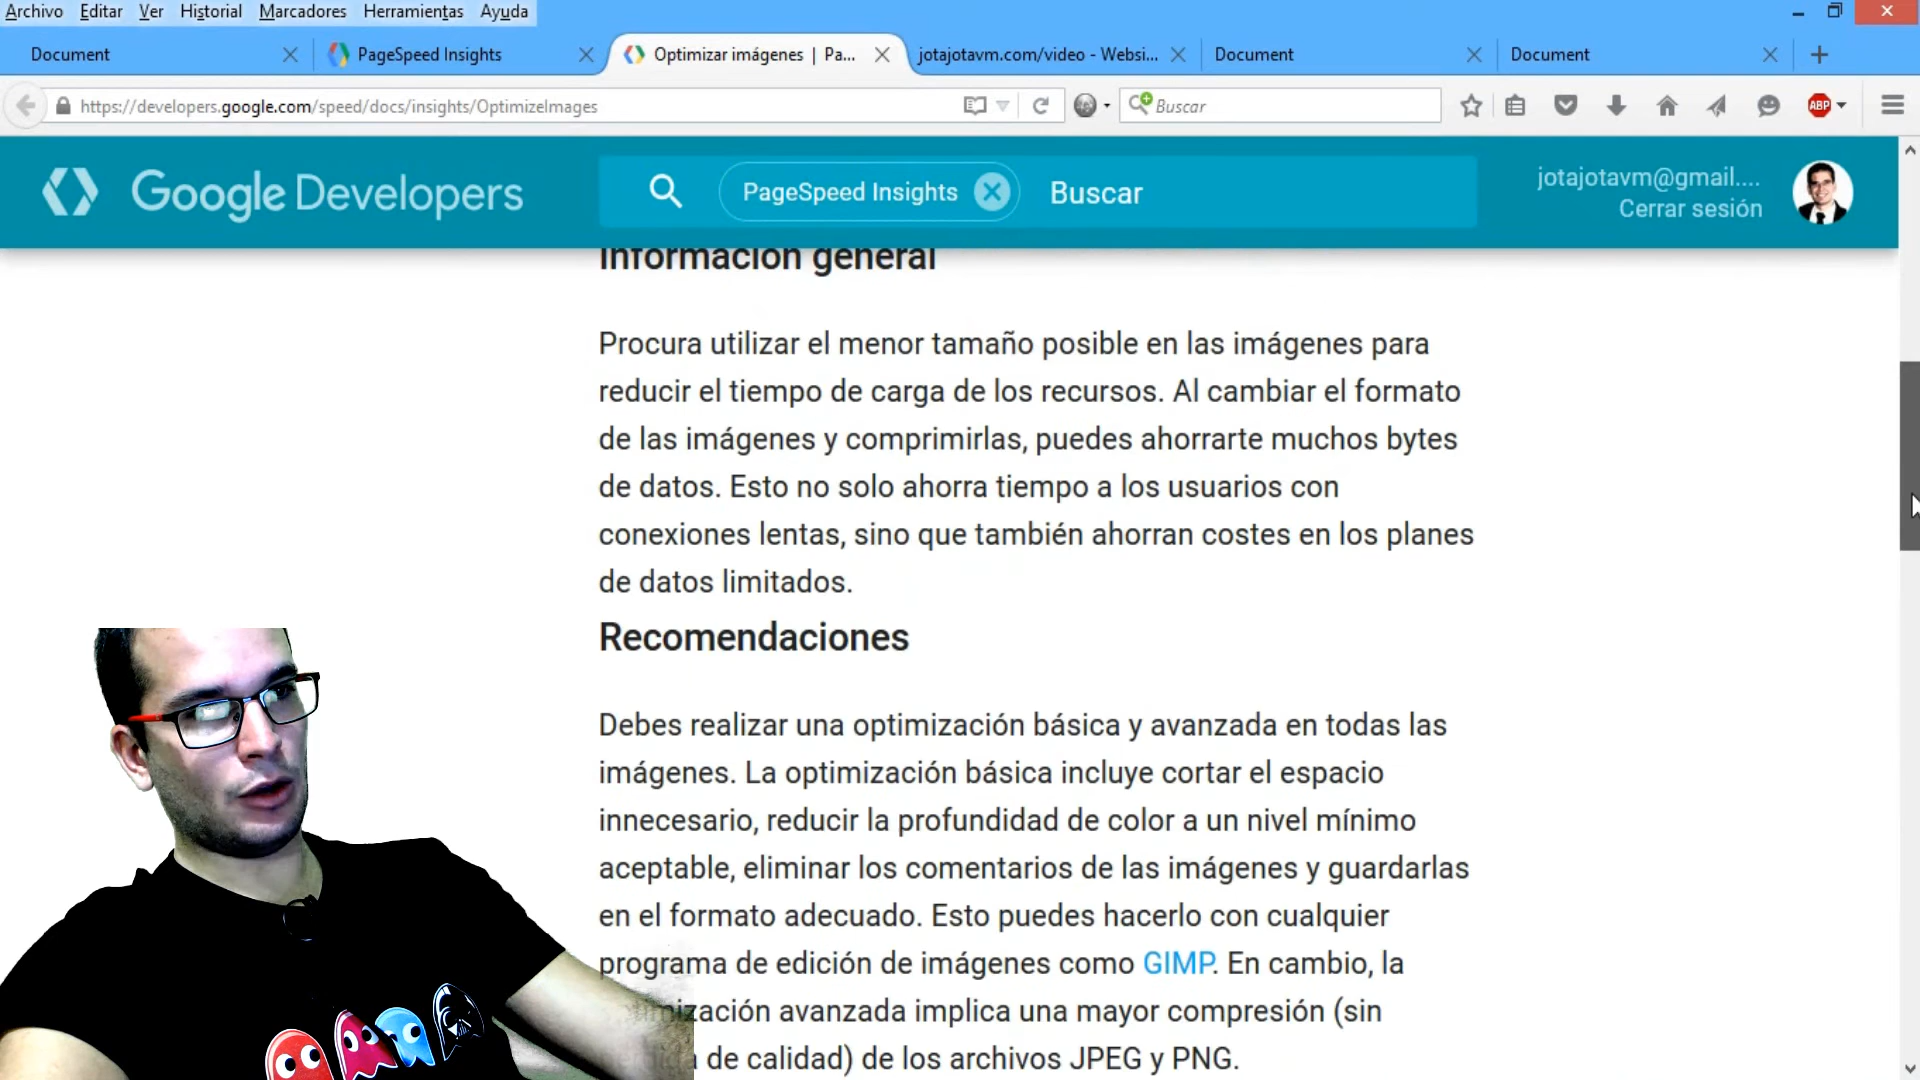 Archivo Editar Ver Historial Marcadores Herramientas Ayuda
Document PageSpeed Insights Optimizar imágenes | Pa... jotajotavm.com/video - Websi... Document Document
https://developers.google.com/speed/docs/insights/OptimizeImages Buscar ABP
Google Developers PageSpeed Insights Buscar
jotajotavm@gmail....
Cerrar sesión
Información general
Procura utilizar el menor tamaño posible en las imágenes para
reducir el tiempo de carga de los recursos. Al cambiar el formato
de las imágenes y comprimirlas, puedes ahorrarte muchos bytes
de datos. Esto no solo ahorra tiempo a los usuarios con
conexiones lentas, sino que también ahorran costes en los planes
de datos limitados.
Recomendaciones
Debes realizar una optimización básica y avanzada en todas las
imágenes. La optimización básica incluye cortar el espacio
innecesario, reducir la profundidad de color a un nivel mínimo
aceptable, eliminar los comentarios de las imágenes y guardarlas
en el formato adecuado. Esto puedes hacerlo con cualquier
programa de edición de imágenes como GIMP. En cambio, la
avanzada implica una mayor compresión (sin
de calidad) de los archivos JPEG y PNG.